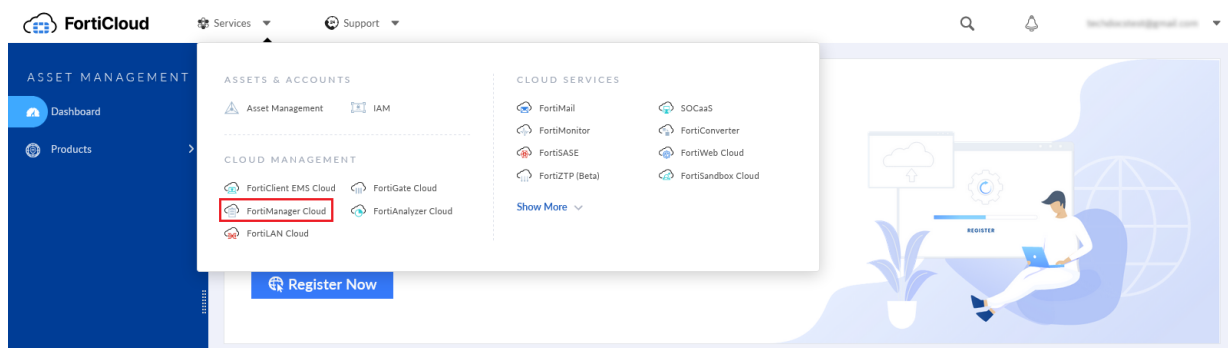 FortiCloud
Services
Support
ASSET MANAGEMENT
Dashboard
Products
ASSETS & ACCOUNTS
Asset Management
IAM
CLOUD MANAGEMENT
FortiClient EMS Cloud
FortiGate Cloud
FortiManager Cloud
FortiAnalyzer Cloud
FortiLAN Cloud
CLOUD SERVICES
FortiMail
SOCaaS
FortiMonitor
FortiConverter
FortiSASE
FortiWeb Cloud
FortiZTP (Beta)
FortiSandbox Cloud
Show More
Register Now
REGISTER